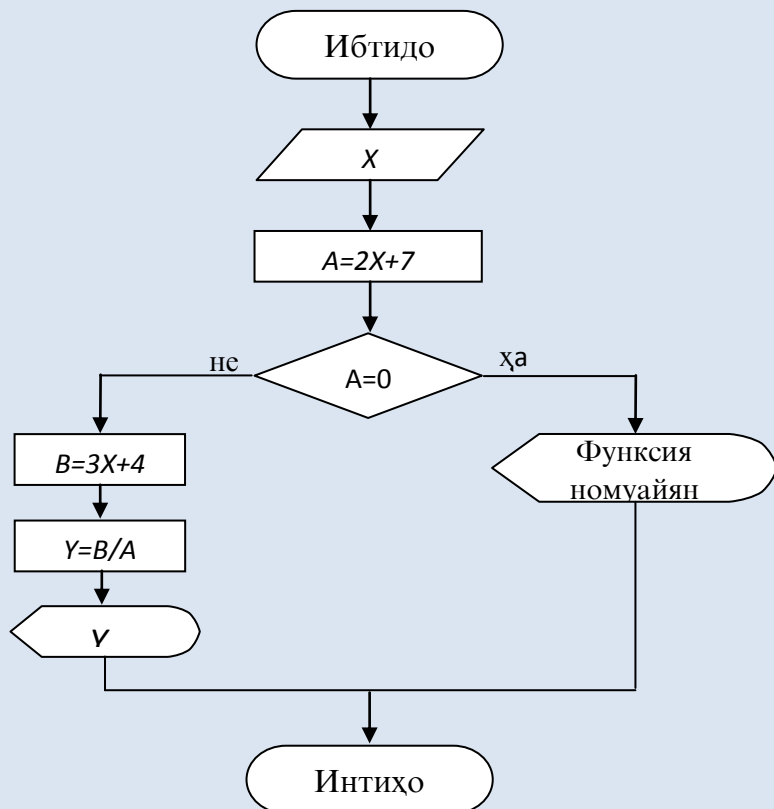 Ибтидо
X
A=2X+7
A=0
не
ҳа
B=3X+4
Y=B/A
Y
Функсия
номуайян
Интиҳо